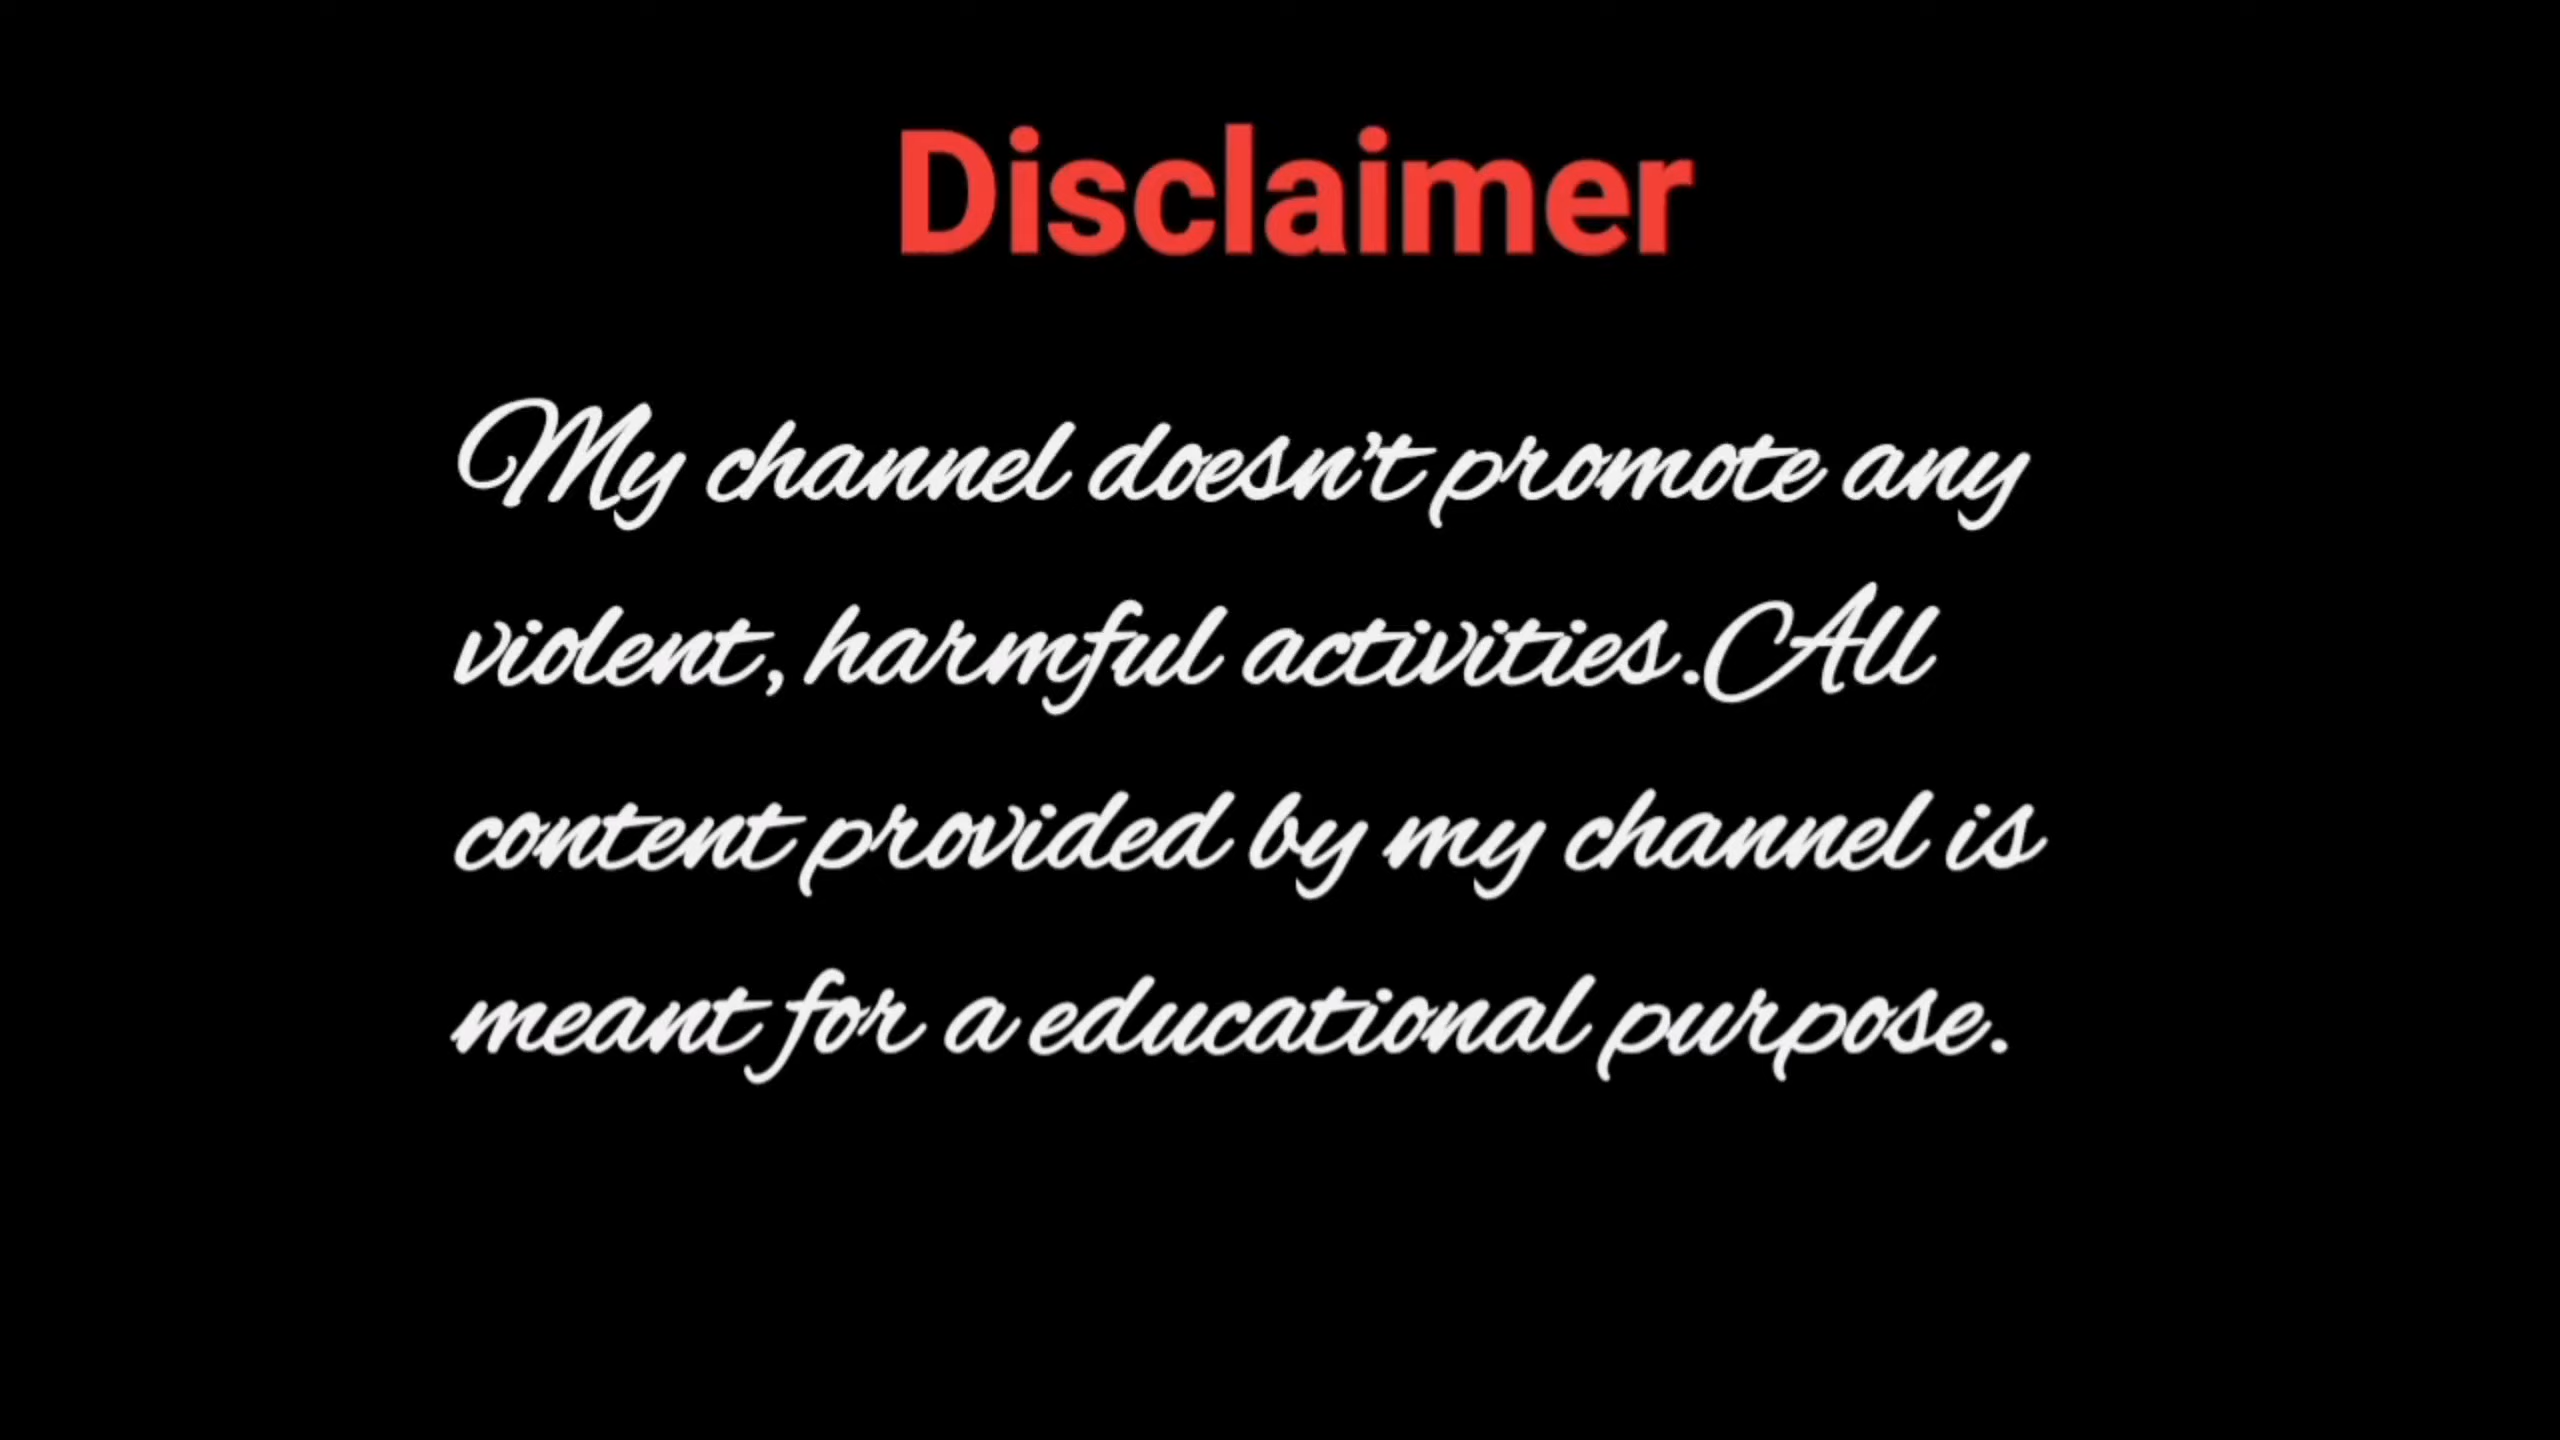 Disclaimer
My channel doesn't promote any
violent, harmful activities.All
content provided by my channel is
meant for a educational purpose.